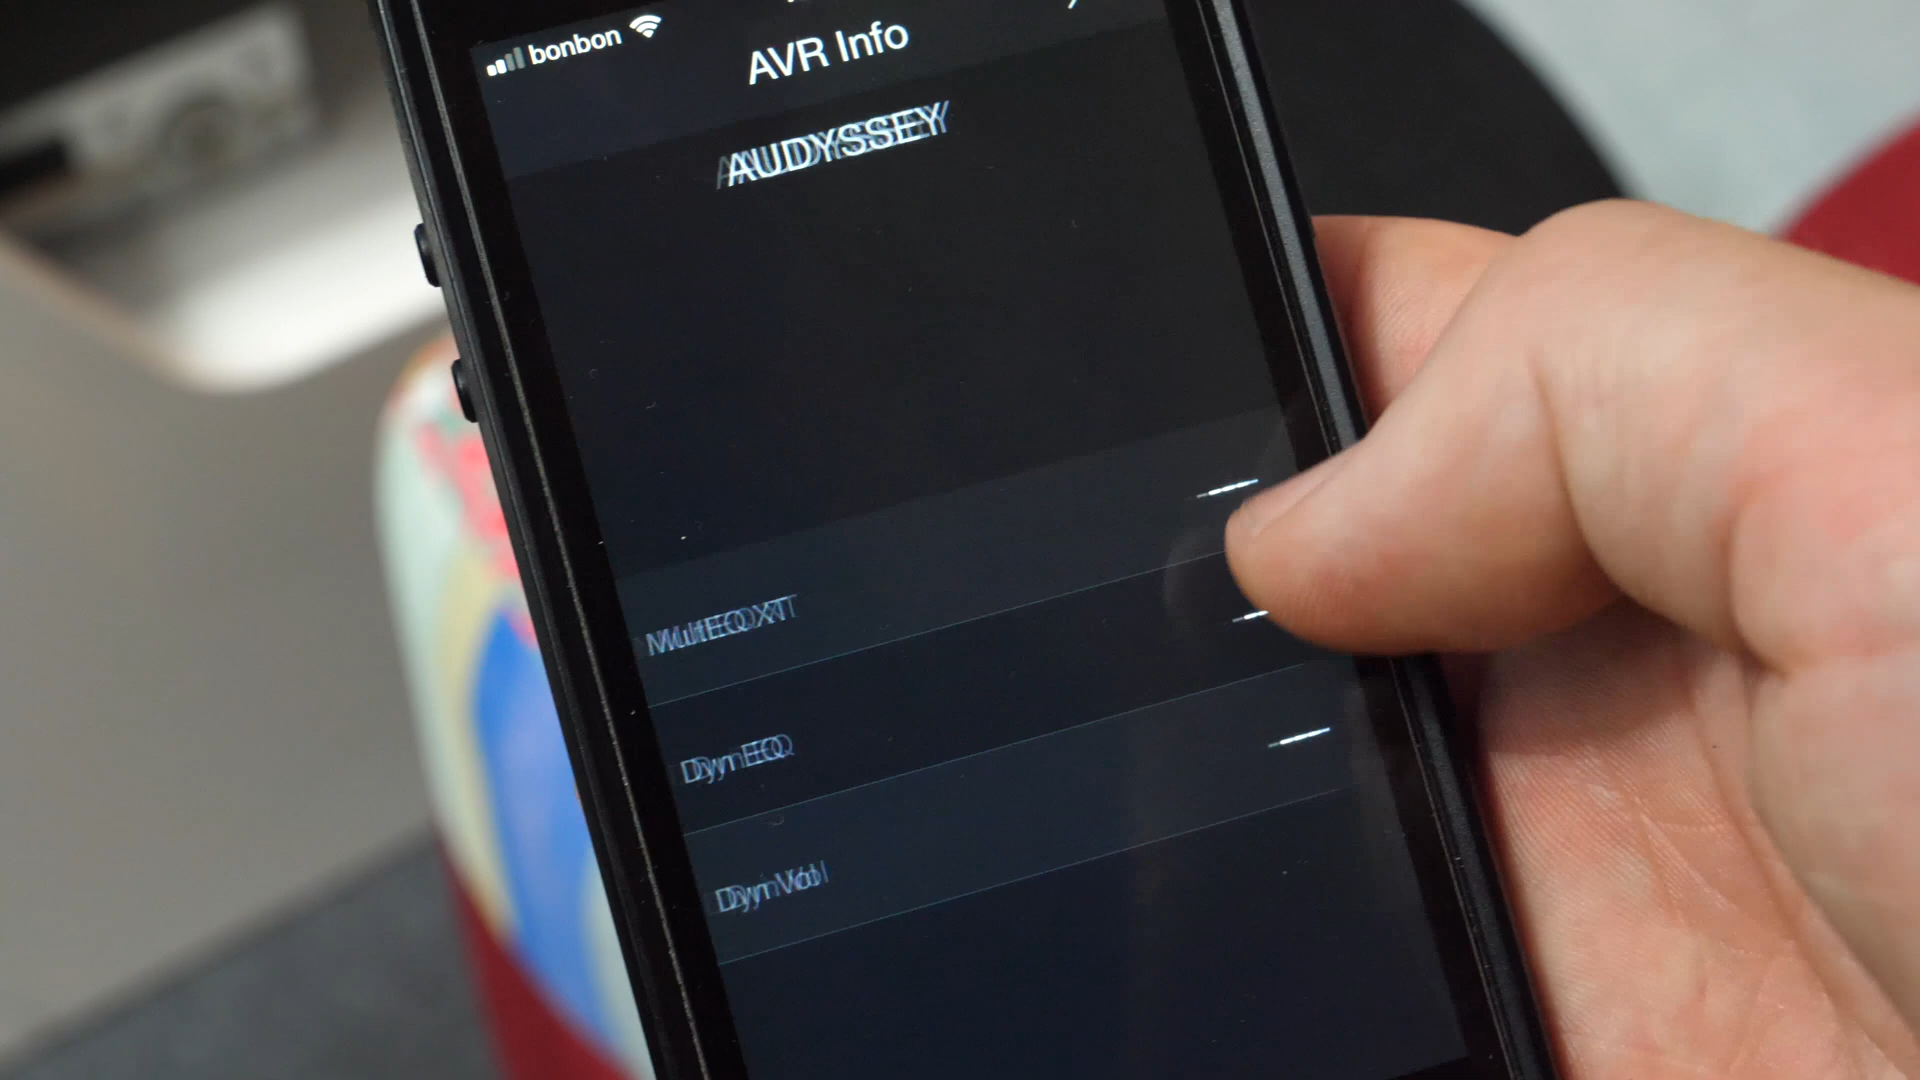 bonbon
AVR Info
AUDYSSEY
MultEQ XT
---
DynEQ
DynVol
---